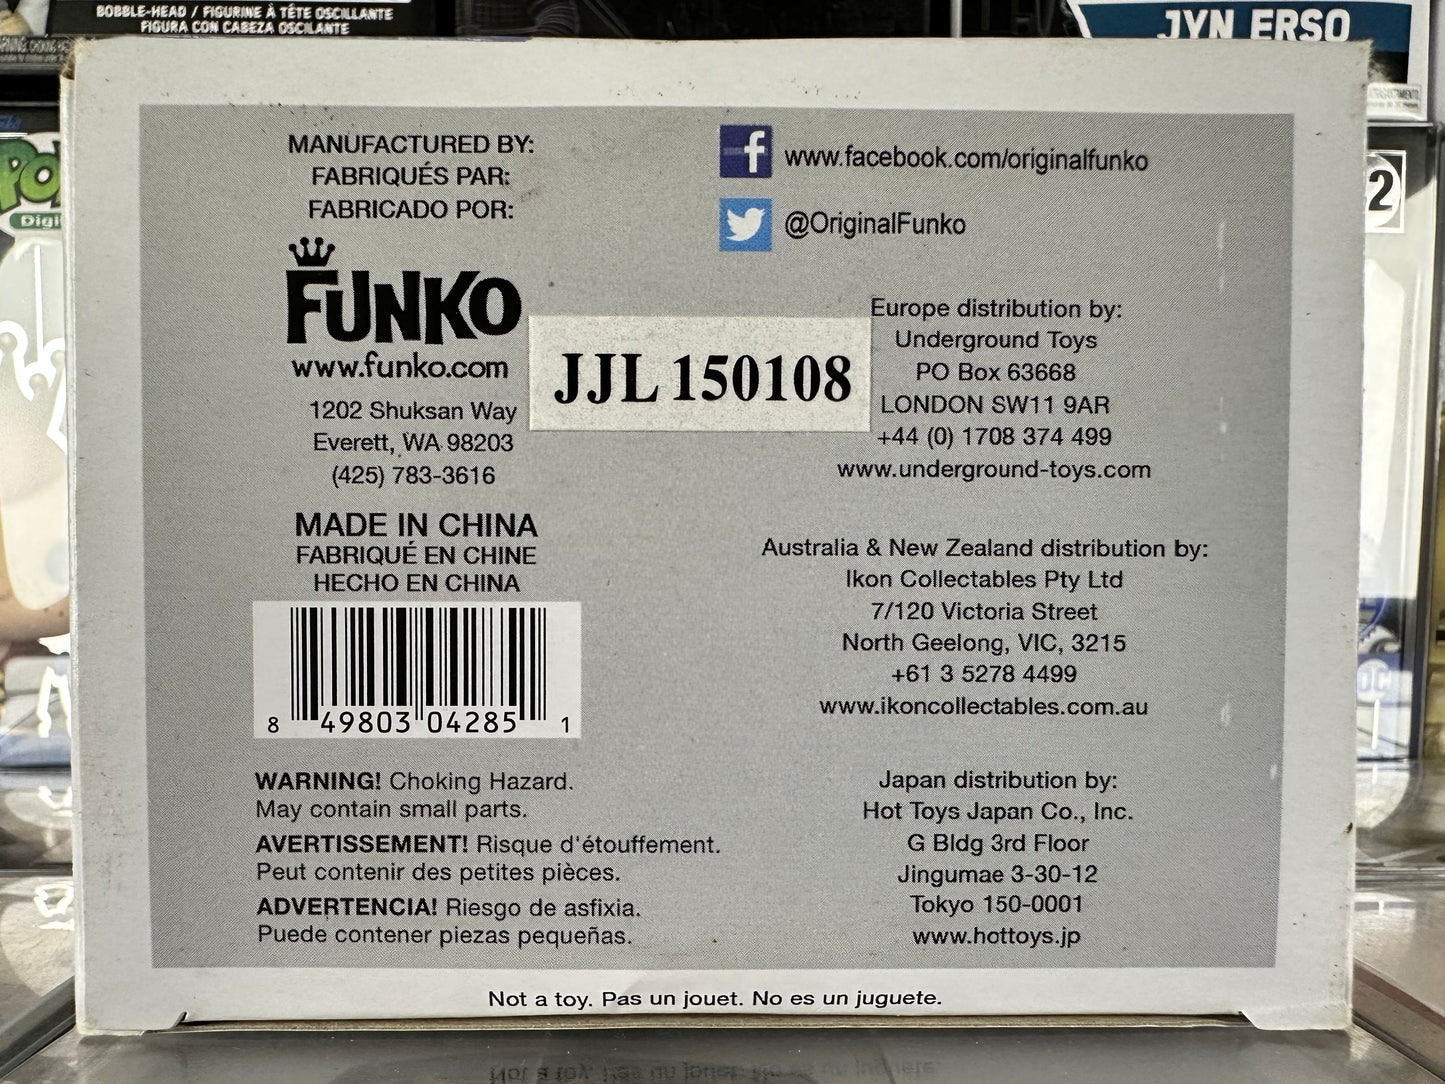 BOBBLE-HEAD / FIGURINE À TÊTE OSCILLANTE
FIGURA CON CABEZA OSCILANTE
JYN ERSO
MANUFACTURED BY:
FABRIQUÉS PAR:
FABRICADO POR:
FUNKO
www.funko.com
1202 Shuksan Way
Everett, WA 98203
(425) 783-3616
MADE IN CHINA
FABRIQUÉ EN CHINE
HECHO EN CHINA
8 49803 04285 1
WARNING! Choking Hazard.
May contain small parts.
AVERTISSEMENT! Risque d'étouffement.
Peut contenir des petites pièces.
ADVERTENCIA! Riesgo de asfixia.
Puede contener piezas pequeñas.
JJL 150108
f www.facebook.com/originalfunko
@OriginalFunko
Europe distribution by:
Underground Toys
PO Box 63668
LONDON SW11 9AR
+44 (0) 1708 374 499
www.underground-toys.com
Australia & New Zealand distribution by:
Ikon Collectables Pty Ltd
7/120 Victoria Street
North Geelong, VIC, 3215
+61 3 5278 4499
www.ikoncollectables.com.au
Japan distribution by:
Hot Toys Japan Co., Inc.
G Bldg 3rd Floor
Jingumae 3-30-12
Tokyo 150-0001
www.hottoys.jp
Not a toy. Pas un jouet. No es un juguete.